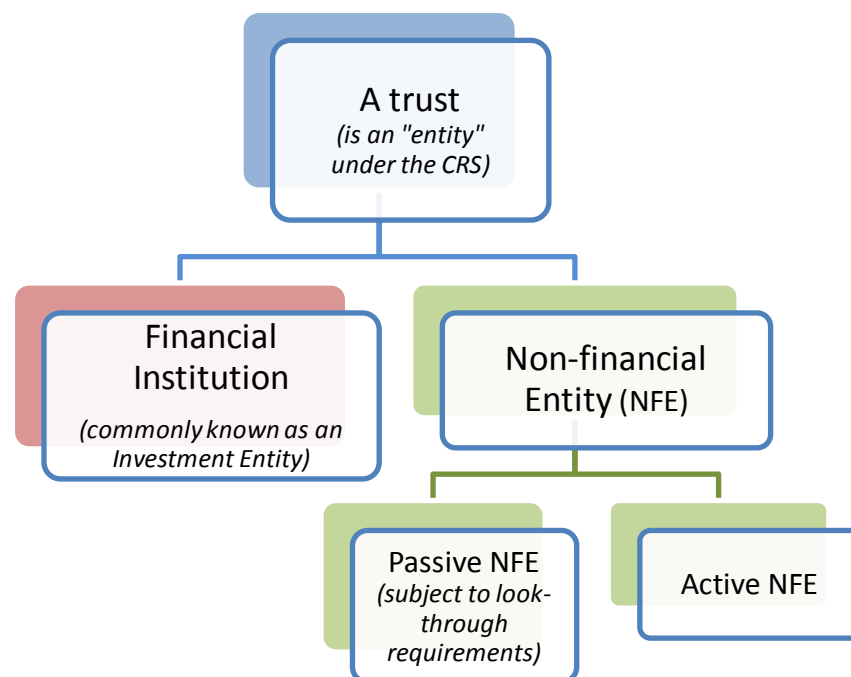 A trust
(is an "entity"
under the CRS)
Financial
Institution
(commonly known as an
Investment Entity)
Non-financial
Entity (NFE)
Passive NFE
(subject to look-
through
requirements)
Active NFE